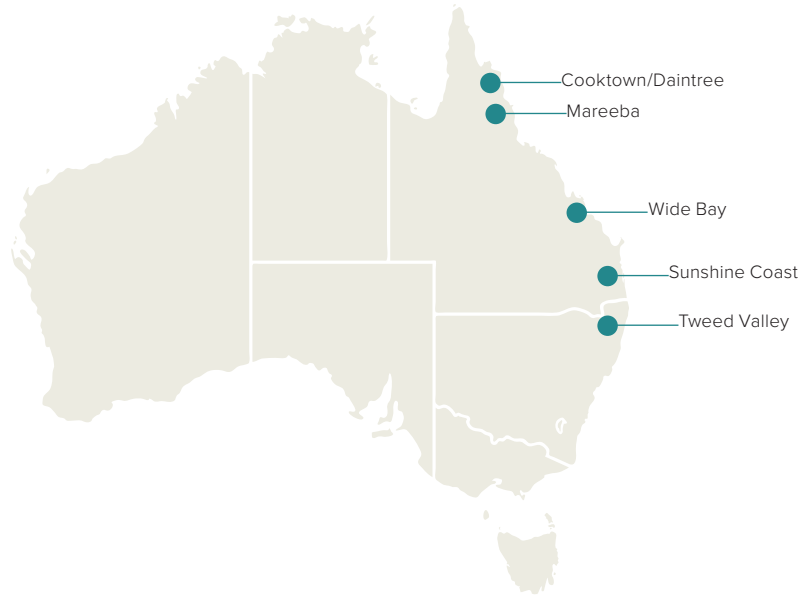 Cooktown/Daintree
Mareeba
Wide Bay
Sunshine Coast
Tweed Valley